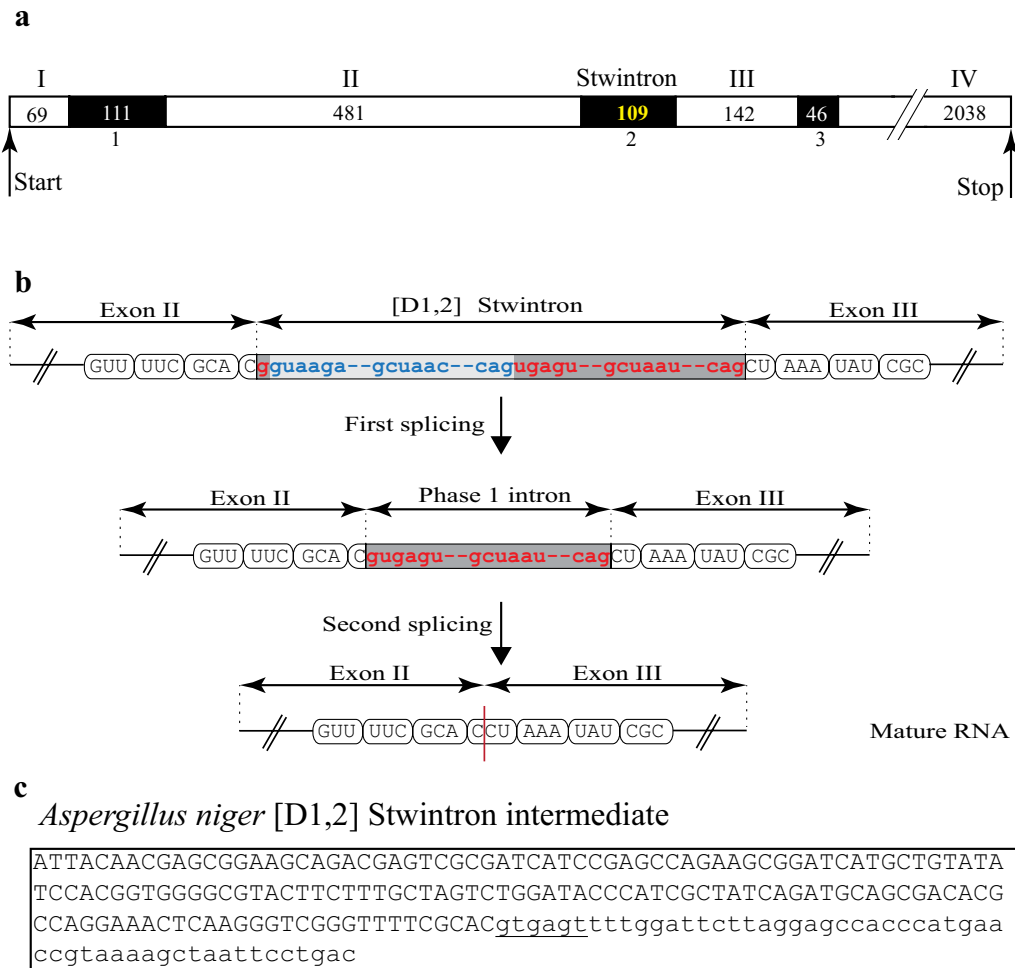 a
I II Stwintron III IV
69 111 481 109 142 46 2038
1 2 3
Start Stop
b
Exon II [D1,2] Stwintron Exon III
GUU UUC GCA C gguaaga--gcuaac--cagugagu--gcuaau--cag CU AAA UAU CGC
First splicing
Exon II Phase 1 intron Exon III
GUU UUC GCA C gugagu--gcuaau--cag CU AAA UAU CGC
Second splicing
Exon II Exon III
GUU UUC GCA CCU AAA UAU CGC Mature RNA
c
Aspergillus niger [D1,2] Stwintron intermediate
ATTACAACGAGCGGAAGCAGACGAGTCGCGATCATCCGAGCCAGAAGCGGATCATGCTGTATA
TCCACGGTGGGGCGTACTTCTTTGCTAGTCTGGATACCCATCGCTATCAGATGCAGCGACACG
CCAGGAAACTCAAGGGTCGGGTTTTCGCACgtgagttttggattcttaggagccacccatgaa
ccgtaaaagctaattcctgac